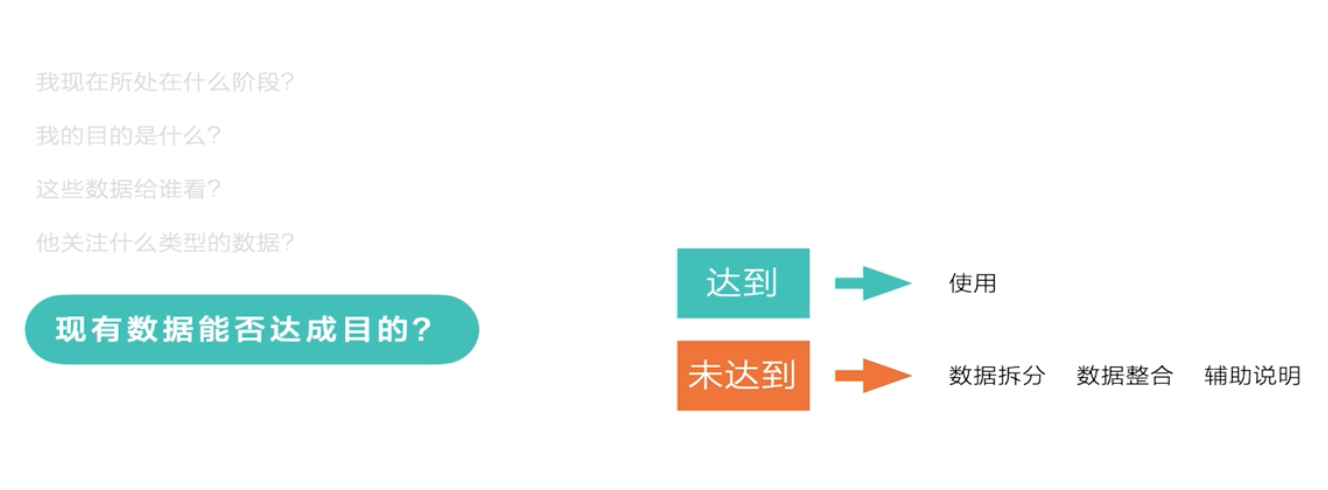 我现在所处在什么阶段?
我的目的是什么?
这些数据给谁看?
他关注什么类型的数据?
现有数据能否达成目的?
达到 使用
未达到 数据拆分 数据整合 辅助说明